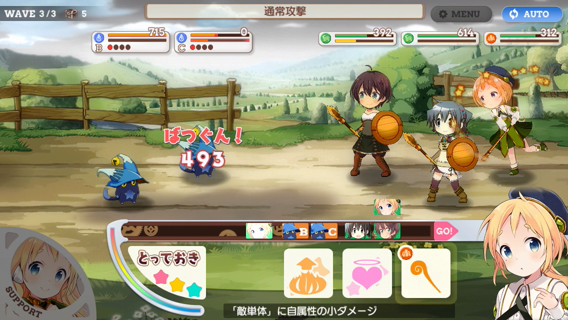 WAVE 3/3 5
通常攻撃
MENU
AUTO
B 715
C 0
392
614
312
ばつぐん!
493
B C GO!
とっておき
SUPPORT
「敵単体」に自属性の小ダメージ